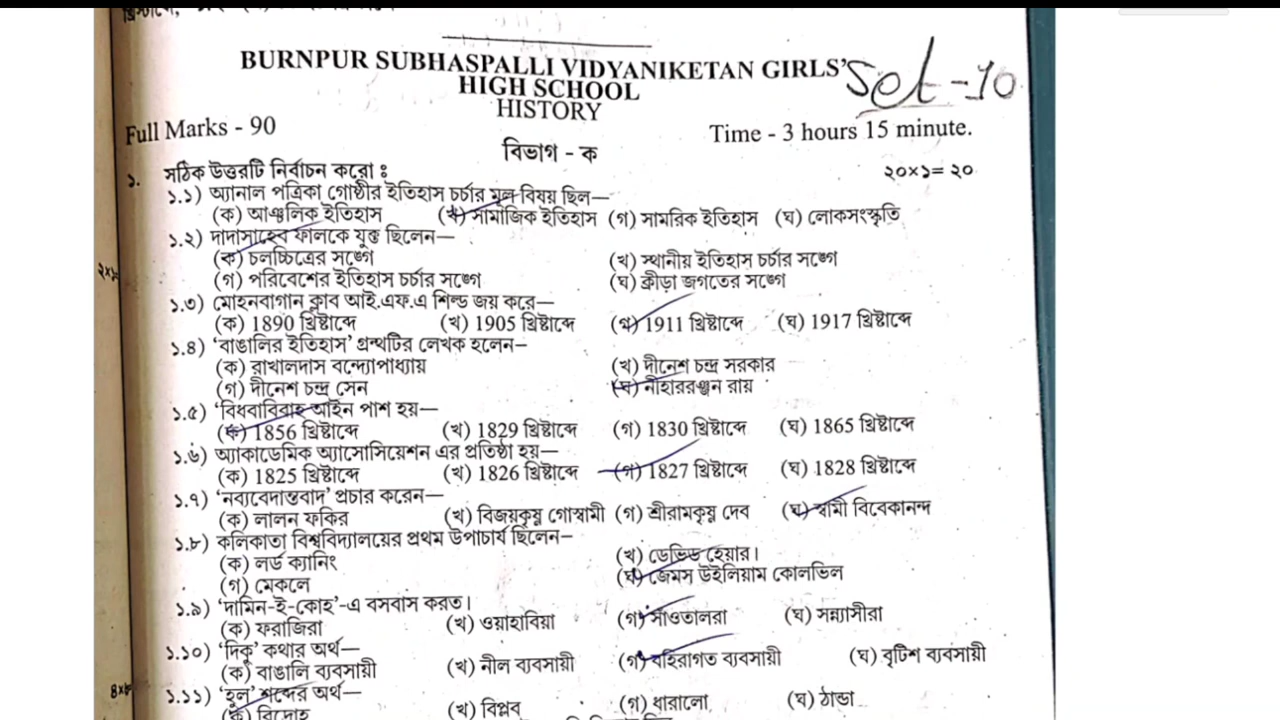 BURNPUR SUBHASPALLI VIDYANIKETAN GIRLS'
HIGH SCHOOL
Set-10
HISTORY
Full Marks - 90
Time - 3 hours 15 minute.
বিভাগ - ক
১. সঠিক উত্তরটি নির্বাচন করো ঃ ২০×১= ২০
১.১) অ্যানাল পত্রিকা গোষ্ঠীর ইতিহাস চর্চার মূল বিষয় ছিল—
(ক) আঞ্চলিক ইতিহাস (খ) সামাজিক ইতিহাস (গ) সামরিক ইতিহাস (ঘ) লোকসংস্কৃতি
১.২) দাদাসাহেব ফালকে যুক্ত ছিলেন—
(ক) চলচ্চিত্রের সঙ্গে (খ) স্থানীয় ইতিহাস চর্চার সঙ্গে
(গ) পরিবেশের ইতিহাস চর্চার সঙ্গে (ঘ) ক্রীড়া জগতের সঙ্গে
১.৩) মোহনবাগান ক্লাব আই.এফ.এ শিল্ড জয় করে—
(ক) 1890 খ্রিষ্টাব্দে (খ) 1905 খ্রিষ্টাব্দে (গ) 1911 খ্রিষ্টাব্দে (ঘ) 1917 খ্রিষ্টাব্দে
১.৪) 'বাঙালির ইতিহাস' গ্রন্থটির লেখক হলেন—
(ক) রাখালদাস বন্দ্যোপাধ্যায় (খ) দীনেশ চন্দ্র সরকার
(গ) দীনেশ চন্দ্র সেন (ঘ) নীহাররঞ্জন রায়
১.৫) 'বিধবাবিবাহ আইন পাশ হয়—
(ক) 1856 খ্রিষ্টাব্দে (খ) 1829 খ্রিষ্টাব্দে (গ) 1830 খ্রিষ্টাব্দে (ঘ) 1865 খ্রিষ্টাব্দে
১.৬) অ্যাকাডেমিক অ্যাসোসিয়েশন এর প্রতিষ্ঠা হয়—
(ক) 1825 খ্রিষ্টাব্দে (খ) 1826 খ্রিষ্টাব্দে (গ) 1827 খ্রিষ্টাব্দে (ঘ) 1828 খ্রিষ্টাব্দে
১.৭) 'নব্যবেদান্তবাদ' প্রচার করেন—
(ক) লালন ফকির (খ) বিজয়কৃষ্ণ গোস্বামী (গ) শ্রীরামকৃষ্ণ দেব (ঘ) স্বামী বিবেকানন্দ
১.৮) কলিকাতা বিশ্ববিদ্যালয়ের প্রথম উপাচার্য ছিলেন—
(ক) লর্ড ক্যানিং (খ) ডেভিড হেয়ার।
(গ) মেকলে (ঘ) জেমস উইলিয়াম কোলভিল
১.৯) 'দামিন-ই-কোহ'-এ বসবাস করত।
(ক) ফরাজিরা (খ) ওয়াহাবিয়া (গ) সাঁওতালরা (ঘ) সন্ন্যাসীরা
১.১০) 'দিকু' কথার অর্থ—
(ক) বাঙালি ব্যবসায়ী (খ) নীল ব্যবসায়ী (গ) বহিরাগত ব্যবসায়ী (ঘ) বৃটিশ ব্যবসায়ী
১.১১) 'হুল' শব্দের অর্থ—
(ক) বিদ্রোহ (খ) বিপ্লব (গ) ধারালো (ঘ) ঠান্ডা